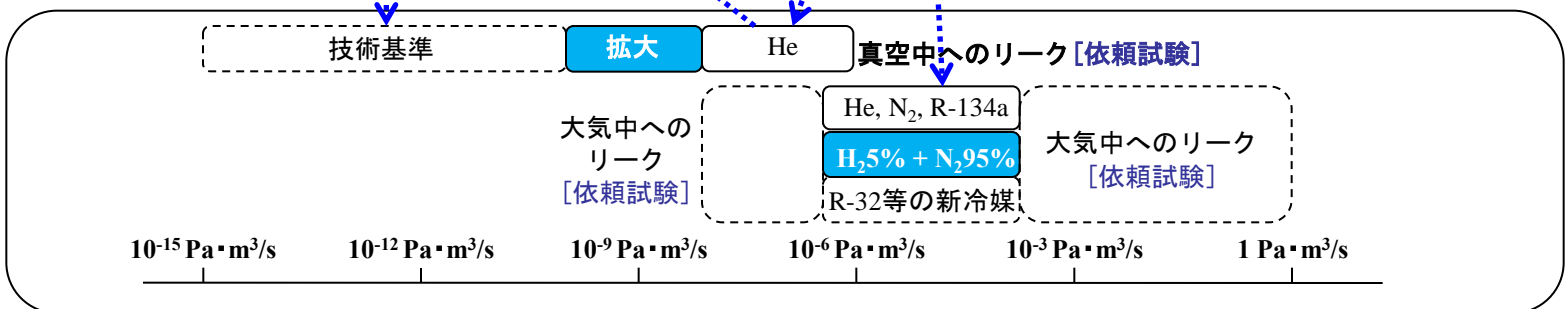 技術基準 拡大 He 真空中へのリーク[依頼試験]
He, N₂, R-134a
大気中への
リーク
[依頼試験]
H₂5% + N₂95%
大気中へのリーク
[依頼試験]
R-32等の新冷媒
10⁻¹⁵ Pa･m³/s 10⁻¹² Pa･m³/s 10⁻⁹ Pa･m³/s 10⁻⁶ Pa･m³/s 10⁻³ Pa･m³/s 1 Pa･m³/s